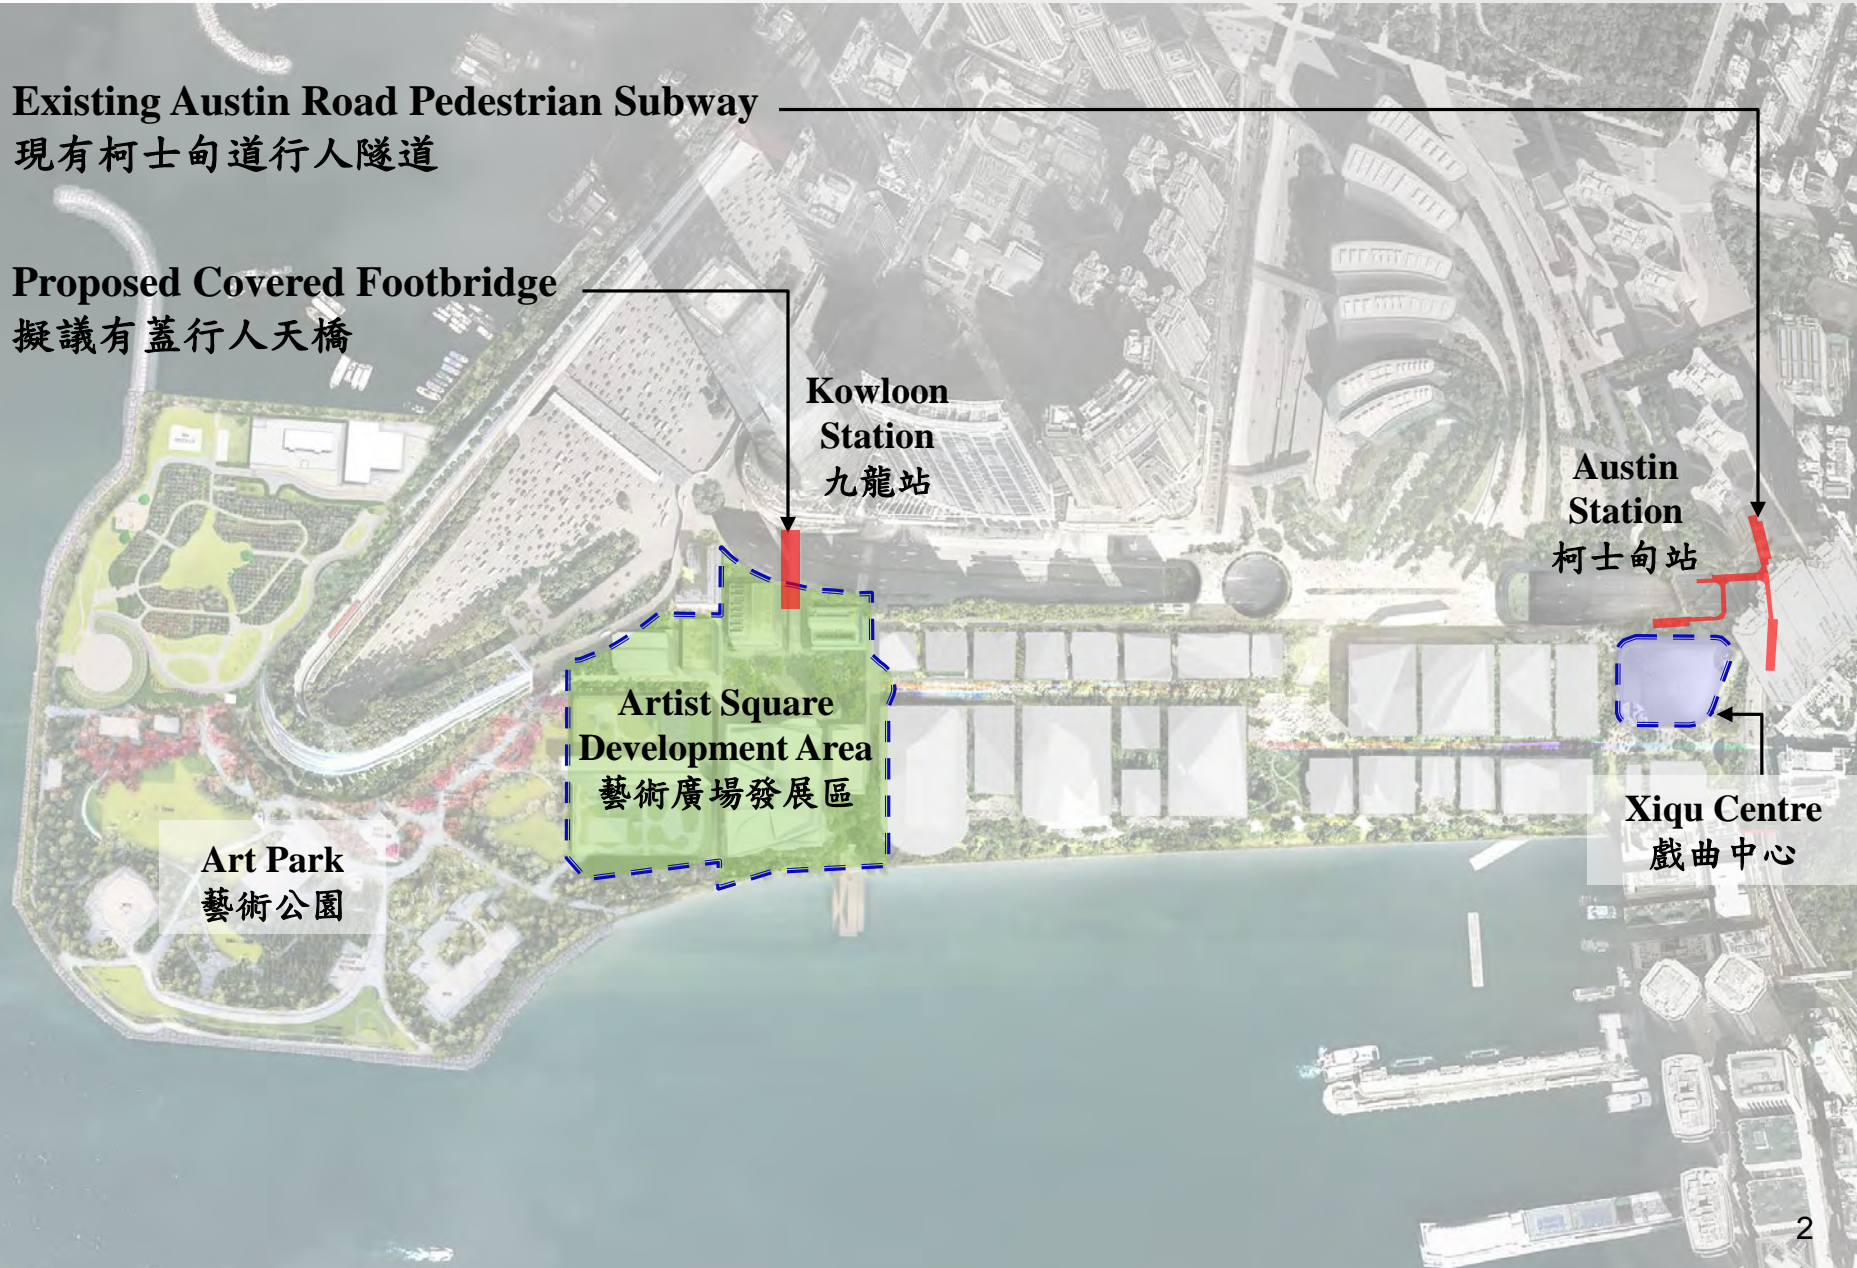 Existing Austin Road Pedestrian Subway
現有柯士甸道行人隧道
Proposed Covered Footbridge
擬議有蓋行人天橋
Kowloon
Station
九龍站
Austin
Station
柯士甸站
Artist Square
Development Area
藝術廣場發展區
Xiqu Centre
戲曲中心
Art Park
藝術公園
2